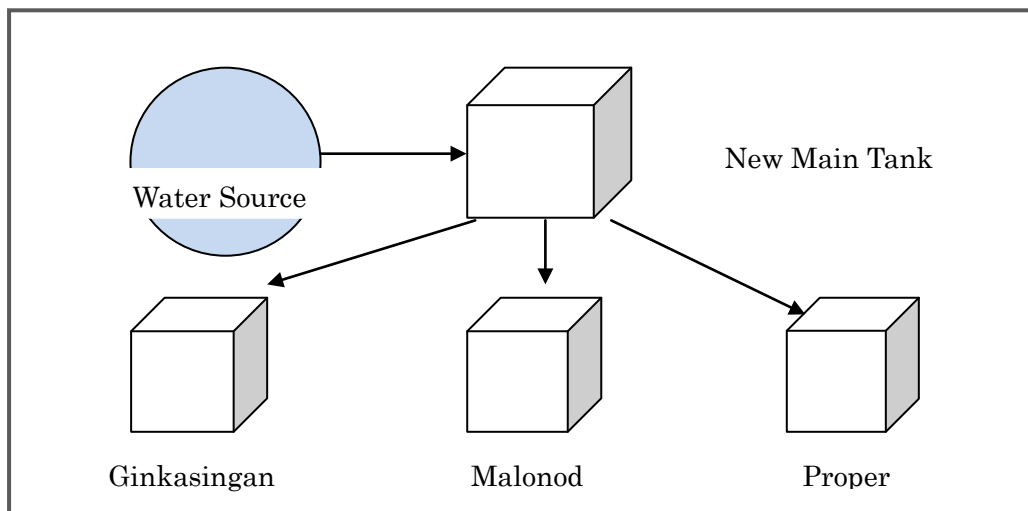 New Main Tank
Water Source
Ginkasingan
Malonod
Proper